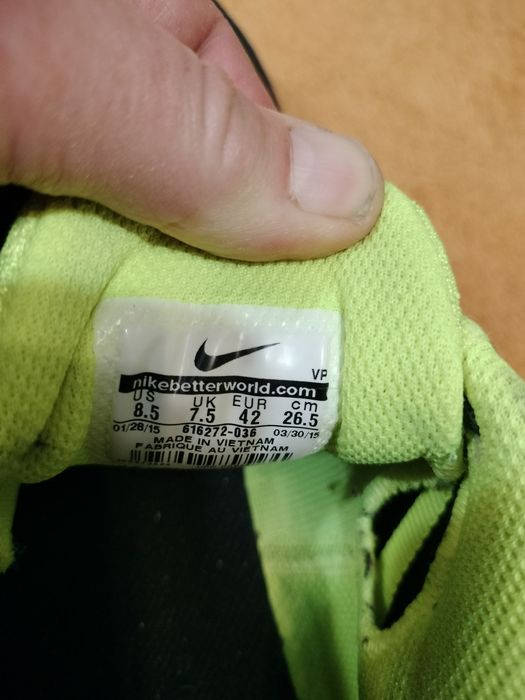 VP
nikebetterworld.com
US UK EUR cm
8.5 7.5 42 26.5
01/28/15 616272-036 03/30/15
MADE IN VIETNAM
FABRIQUE AU VIETNAM